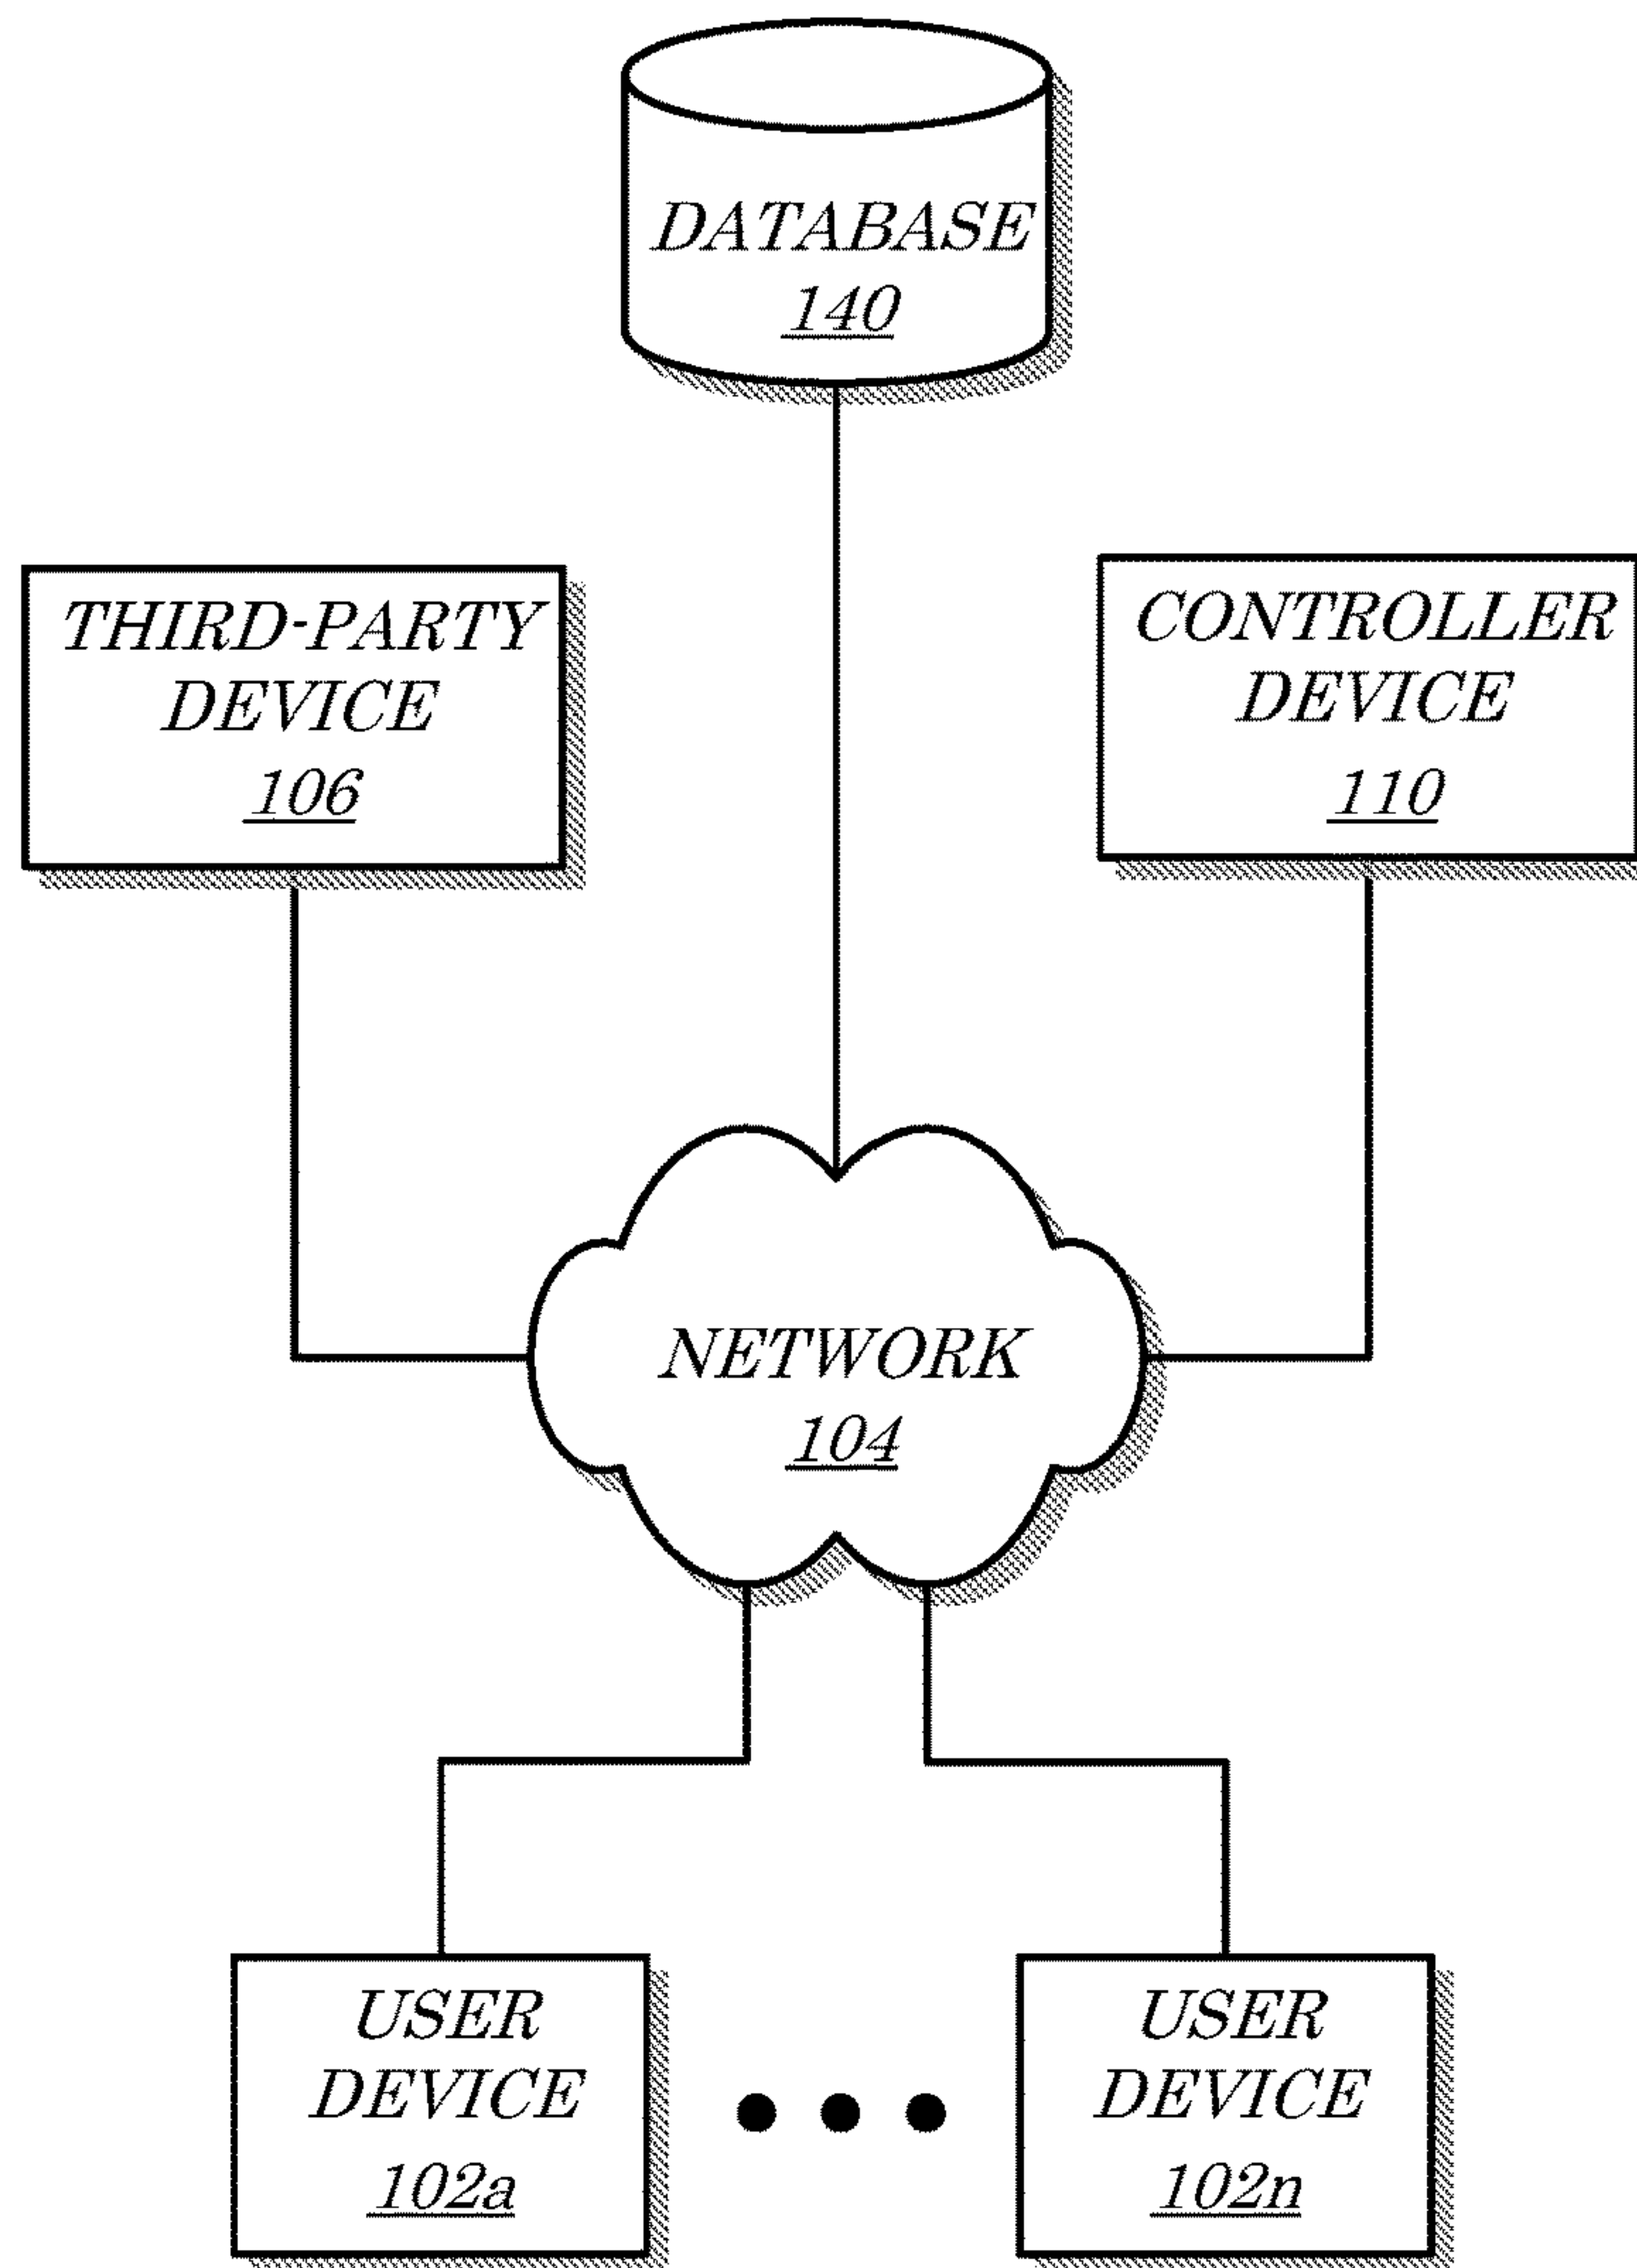 DATABASE
140
THIRD-PARTY
DEVICE
106
CONTROLLER
DEVICE
110
NETWORK
104
USER
DEVICE
102a
USER
DEVICE
102n